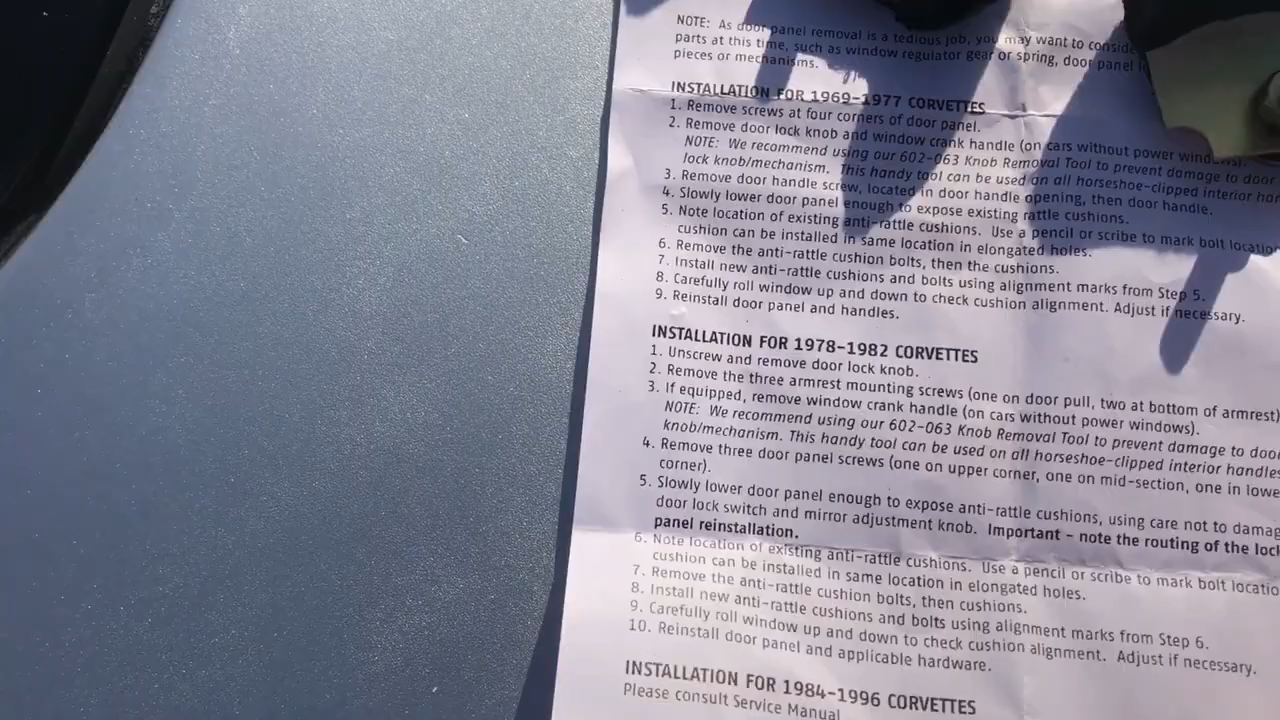 NOTE: As door panel removal is a tedious job, you may want to
parts at this time, such as window regulator gear or spring, door panel
pieces or mechanisms.
INSTALLATION FOR 1969-1977 CORVETTES
1. Remove screws at four corners of door panel.
2. Remove door lock knob and window crank handle (on cars without power windows).
NOTE: We recommend using our 602-063 Knob Removal Tool to prevent damage to door
lock knob/mechanism. This handy tool can be used on all horseshoe-clipped interior
3. Remove door handle screw, located in door handle opening, then door handle.
4. Slowly lower door panel enough to expose existing rattle cushions.
5. Note location of existing anti-rattle cushions. Use a pencil or scribe to mark bolt
cushion can be installed in same location in elongated holes.
6. Remove the anti-rattle cushion bolts, then the cushions.
7. Install new anti-rattle cushions and bolts using alignment marks from Step 5.
8. Carefully roll window up and down to check cushion alignment. Adjust if necessary.
9. Reinstall door panel and handles.
INSTALLATION FOR 1978-1982 CORVETTES
1. Unscrew and remove door lock knob.
2. Remove the three armrest mounting screws (one on door pull, two at bottom of armrest)
3. If equipped, remove window crank handle (on cars without power windows).
NOTE: We recommend using our 602-063 Knob Removal Tool to prevent damage to
knob/mechanism. This handy tool can be used on all horseshoe-clipped interior handles
4. Remove three door panel screws (one on upper corner, one on mid-section, one in
corner).
5. Slowly lower door panel enough to expose anti-rattle cushions, using care not to
door lock switch and mirror adjustment knob. Important - note the routing of the
panel reinstallation.
6. Note location of existing anti-rattle cushions. Use a pencil or scribe to mark bolt
cushion can be installed in same location in elongated holes.
7. Remove the anti-rattle cushion bolts, then cushions.
8. Install new anti-rattle cushions and bolts using alignment marks from Step 6.
9. Carefully roll window up and down to check cushion alignment. Adjust if necessary.
10. Reinstall door panel and applicable hardware.
INSTALLATION FOR 1984-1996 CORVETTES
Please consult Service Manual